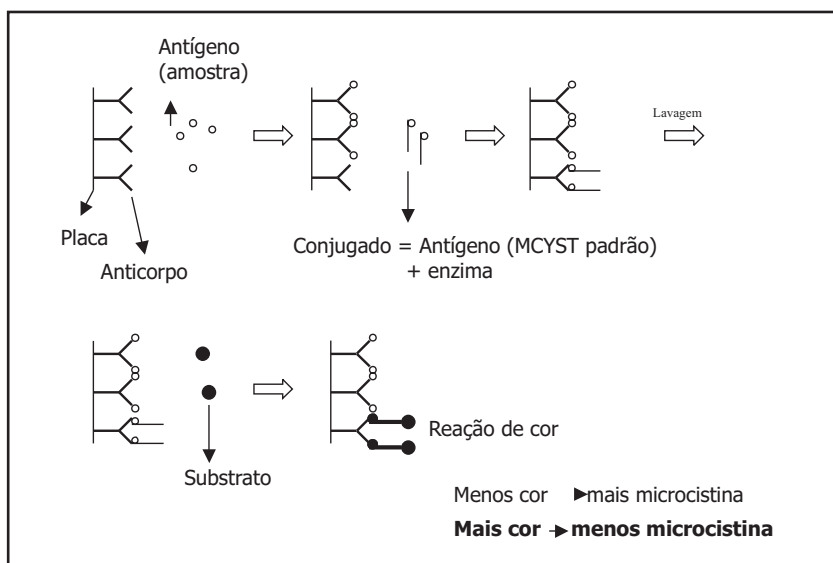 Antígeno
(amostra)
Lavagem
Placa
Anticorpo
Conjugado = Antígeno (MCYST padrão)
+ enzima
Reação de cor
Substrato
Menos cor ► mais microcistina
Mais cor → menos microcistina